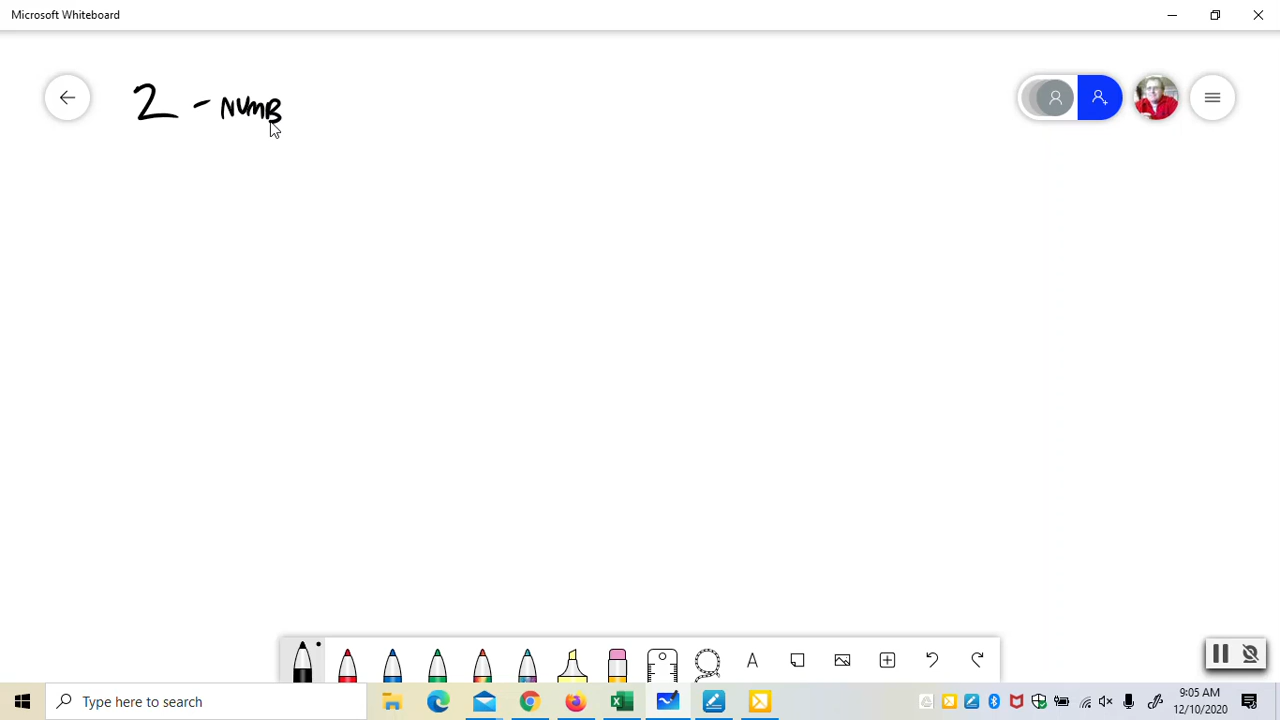 Microsoft Whiteboard
2 - NUMB
A
Type here to search
9:05 AM
12/10/2020